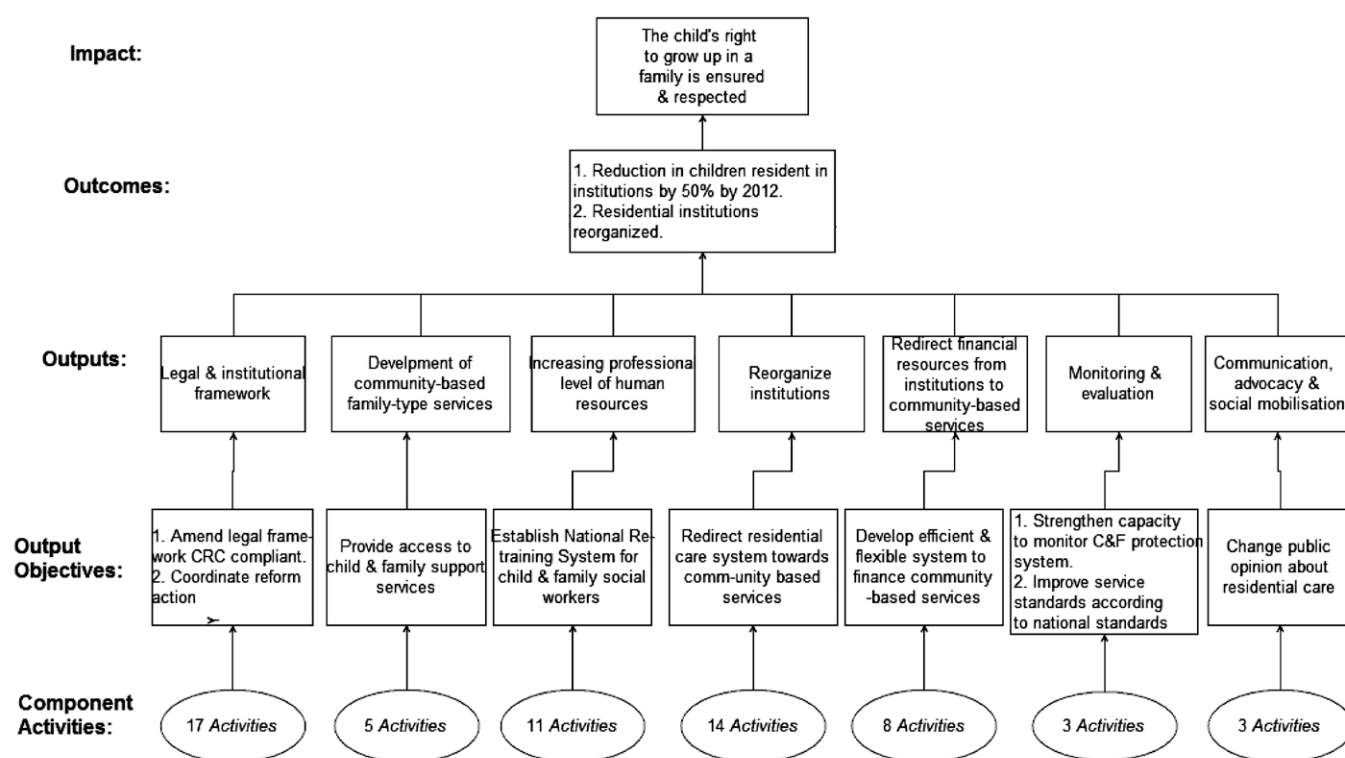 Impact:
The child's right
to grow up in a
family is ensured
& respected
Outcomes:
1. Reduction in children resident in
institutions by 50% by 2012.
2. Residential institutions
reorganized.
Outputs:
Legal & institutional
framework
Develpment of
community-based
family-type services
Increasing professional
level of human
resources
Reorganize
institutions
Redirect financial
resources from
institutions to
community-based
services
Monitoring &
evaluation
Communication,
advocacy &
social mobilisation
Output
Objectives:
1. Amend legal frame-
work CRC compliant.
2. Coordinate reform
action
Provide access to
child & family support
services
Establish National Re-
training System for
child & family social
workers
Redirect residential
care system towards
comm-unity based
services
Develop efficient &
flexible system to
finance community
-based services
1. Strengthen capacity
to monitor C&F protection
system.
2. Improve service
standards according
to national standards
Change public
opinion about
residential care
Component
Activities:
17 Activities
5 Activities
11 Activities
14 Activities
8 Activities
3 Activities
3 Activities